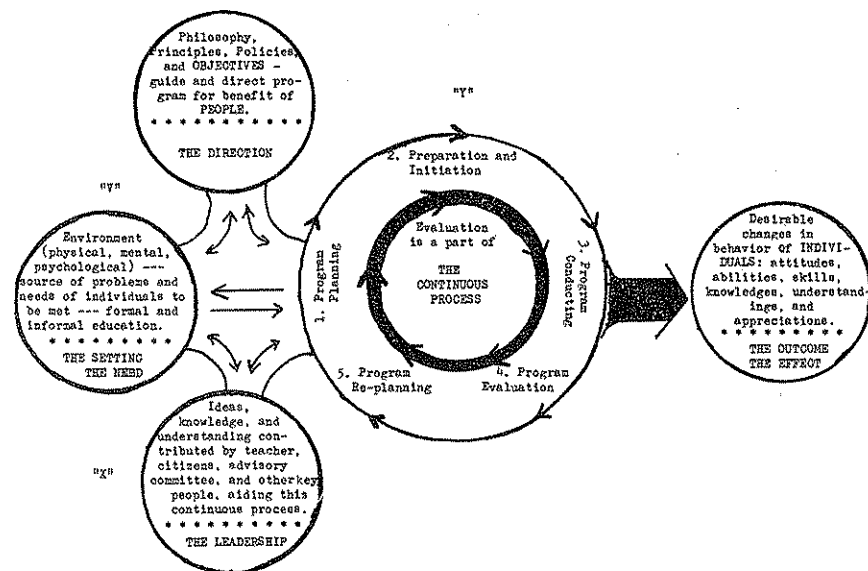 Philosophy,
Principles, Policies,
and OBJECTIVES -
guide and direct pro-
gram for benefit of
PEOPLE.
* * * * * * * * * * *
THE DIRECTION
"Y"
Environment
(physical, mental,
psychological) ---
source of problems and
needs of individuals to
be met --- formal and
informal education.
* * * * * * * * *
THE SETTING
THE NEED
"X"
Ideas,
knowledge, and
understanding con-
tributed by teacher,
citizens, advisory
committee, and other key
people, aiding this
continuous process.
* * * * * * * * * *
THE LEADERSHIP
"Y"
1. Program
Planning
2. Preparation and
Initiation
3. Program
Conducting
4. Program
Evaluation
5. Program
Re-planning
Evaluation
is a part of
THE
CONTINUOUS
PROCESS
Desirable
changes in
behavior of INDIVI-
DUALS: attitudes,
abilities, skills,
knowledges, understand-
ings, and
appreciations.
* * * * * * * * *
THE OUTCOME
THE EFFECT